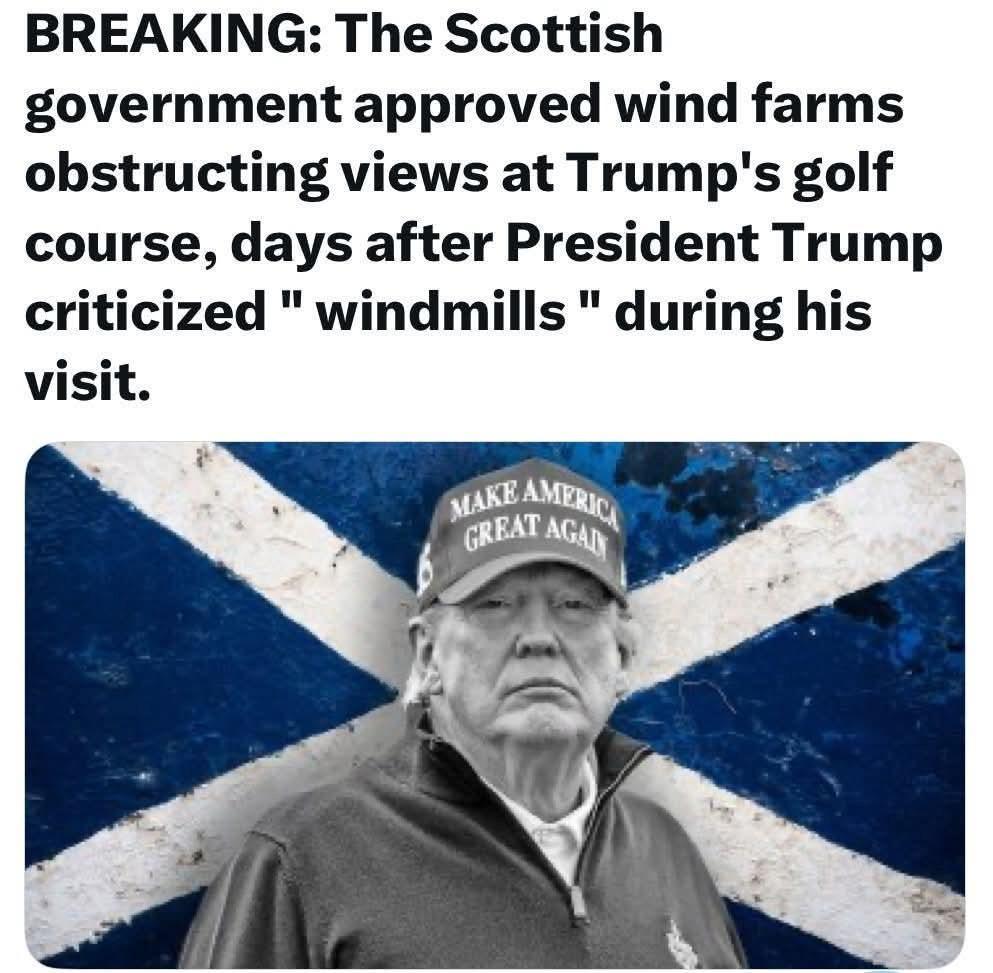 BREAKING: The Scottish
government approved wind farms
obstructing views at Trump's golf
course, days after President Trump
criticized " windmills " during his
visit.
MAKE AMERICA
GREAT AGAIN